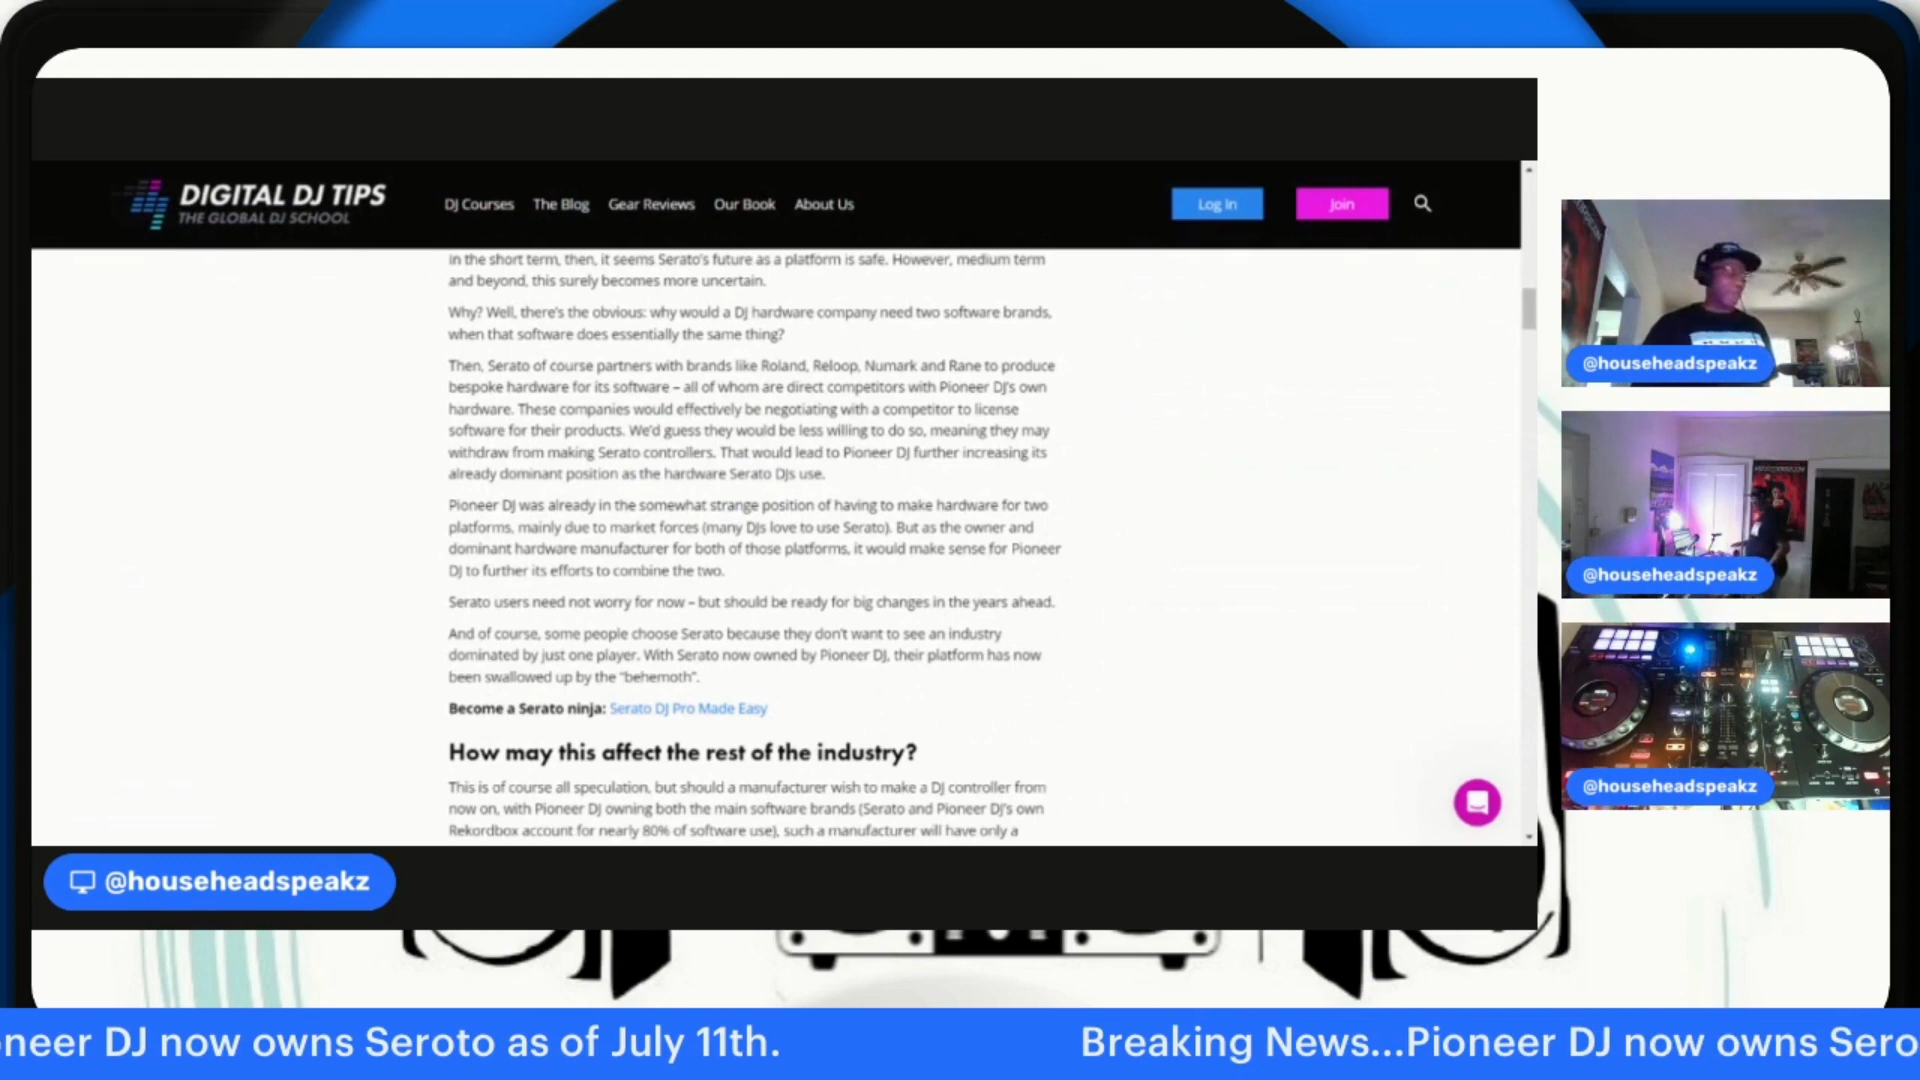 DIGITAL DJ TIPS
THE GLOBAL DJ SCHOOL
DJ Courses The Blog Gear Reviews Our Book About Us
Log In Join
in the short term, then, it seems Serato's future as a platform is safe. However, medium term
and beyond, this surely becomes more uncertain.
Why? Well, there's the obvious: why would a DJ hardware company need two software brands,
when that software does essentially the same thing?
Then, Serato of course partners with brands like Roland, Reloop, Numark and Rane to produce
bespoke hardware for its software – all of whom are direct competitors with Pioneer DJ's own
hardware. These companies would effectively be negotiating with a competitor to license
software for their products. We'd guess they would be less willing to do so, meaning they may
withdraw from making Serato controllers. That would lead to Pioneer DJ further increasing its
already dominant position as the hardware Serato DJs use.
Pioneer DJ was already in the somewhat strange position of having to make hardware for two
platforms, mainly due to market forces (many DJs love to use Serato). But as the owner and
dominant hardware manufacturer for both of those platforms, it would make sense for Pioneer
DJ to further its efforts to combine the two.
Serato users need not worry for now – but should be ready for big changes in the years ahead.
And of course, some people choose Serato because they don't want to see an industry
dominated by just one player. With Serato now owned by Pioneer DJ, their platform has now
been swallowed up by the "behemoth".
Become a Serato ninja: Serato DJ Pro Made Easy
How may this affect the rest of the industry?
This is of course all speculation, but should a manufacturer wish to make a DJ controller from
now on, with Pioneer DJ owning both the main software brands (Serato and Pioneer DJ's own
Rekordbox account for nearly 80% of software use), such a manufacturer will have only a
@househeadspeakz
@househeadspeakz
@househeadspeakz
@househeadspeakz
neer DJ now owns Seroto as of July 11th. Breaking News...Pioneer DJ now owns Sero